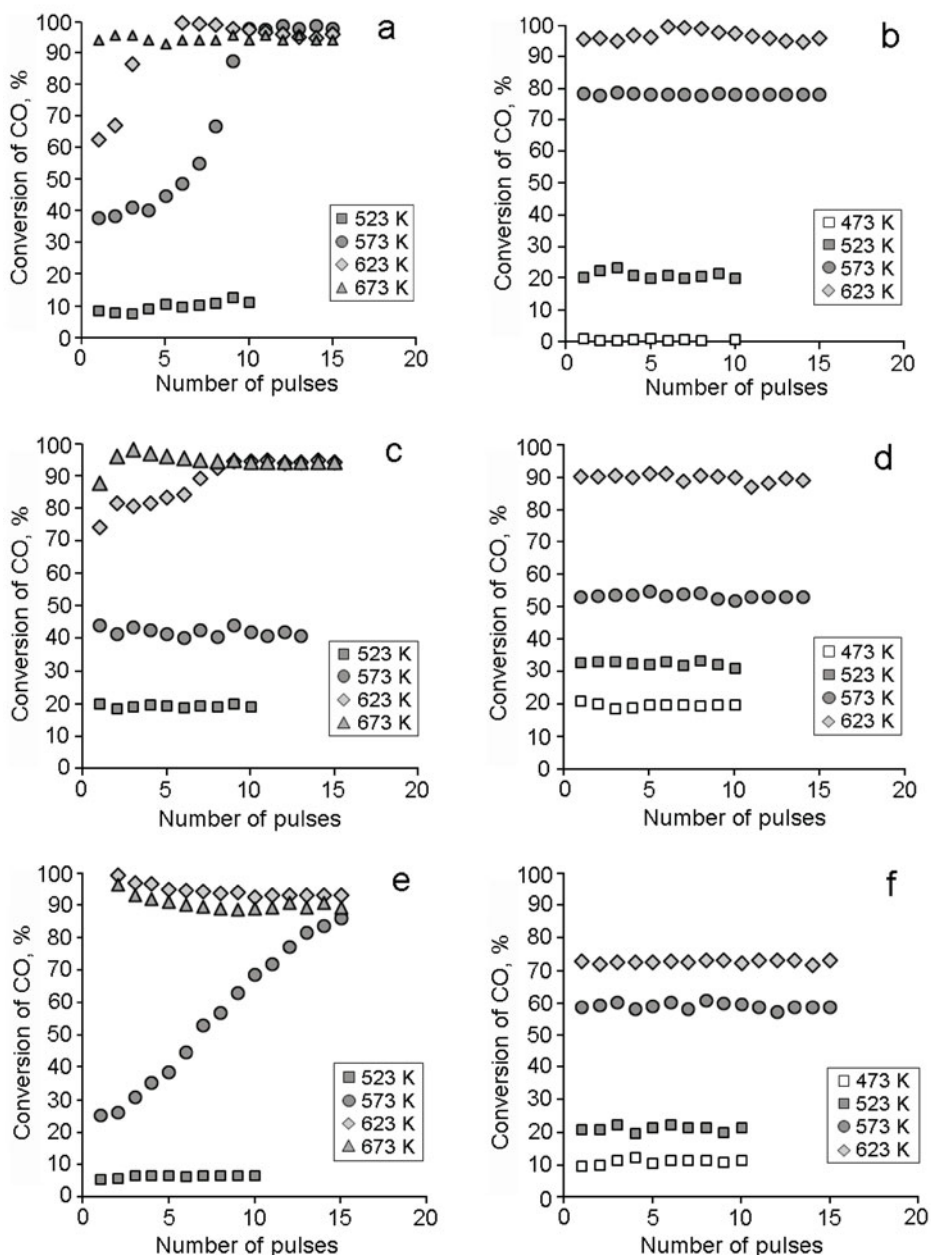 a
Conversion of CO, %
100
90
80
70
60
50
40
30
20
10
0
523 K
573 K
623 K
673 K
0 5 10 15 20
Number of pulses
b
Conversion of CO, %
100
90
80
70
60
50
40
30
20
10
0
473 K
523 K
573 K
623 K
0 5 10 15 20
Number of pulses
c
Conversion of CO, %
100
90
80
70
60
50
40
30
20
10
0
523 K
573 K
623 K
673 K
0 5 10 15 20
Number of pulses
d
Conversion of CO, %
100
90
80
70
60
50
40
30
20
10
0
473 K
523 K
573 K
623 K
0 5 10 15 20
Number of pulses
e
Conversion of CO, %
100
90
80
70
60
50
40
30
20
10
0
523 K
573 K
623 K
673 K
0 5 10 15 20
Number of pulses
f
Conversion of CO, %
100
90
80
70
60
50
40
30
20
10
0
473 K
523 K
573 K
623 K
0 5 10 15 20
Number of pulses